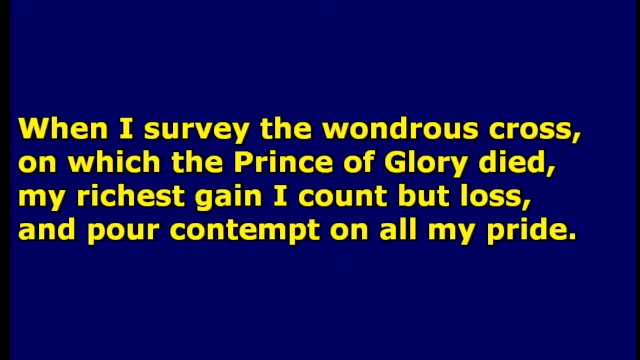 When I survey the wondrous cross,
on which the Prince of Glory died,
my richest gain I count but loss,
and pour contempt on all my pride.